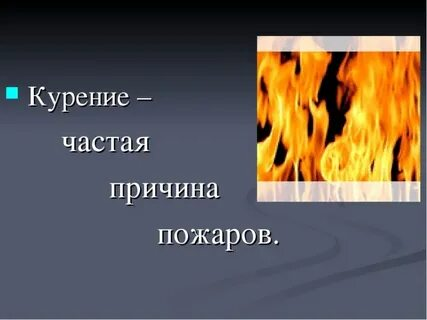 Курение –
частая
причина
пожаров.